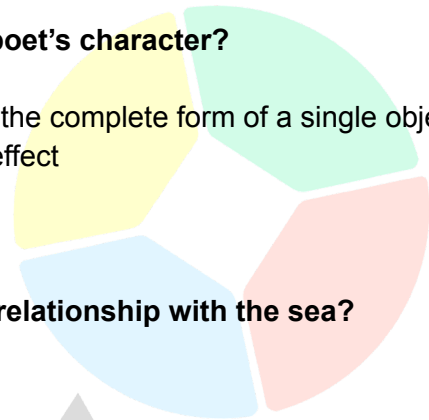 poet's character?
the complete form of a single obje
effect
relationship with the sea?